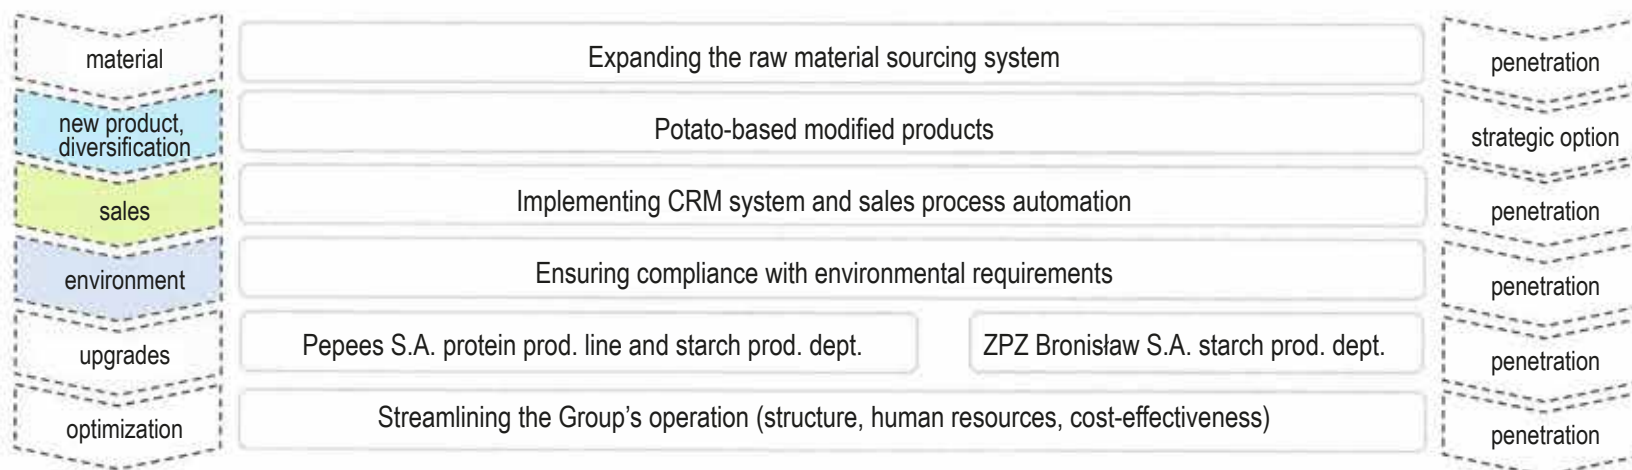 material
Expanding the raw material sourcing system
penetration
new product,
diversification
Potato-based modified products
strategic option
sales
Implementing CRM system and sales process automation
penetration
environment
Ensuring compliance with environmental requirements
penetration
upgrades
Pepees S.A. protein prod. line and starch prod. dept.
ZPZ Bronisław S.A. starch prod. dept.
penetration
optimization
Streamlining the Group’s operation (structure, human resources, cost-effectiveness)
penetration